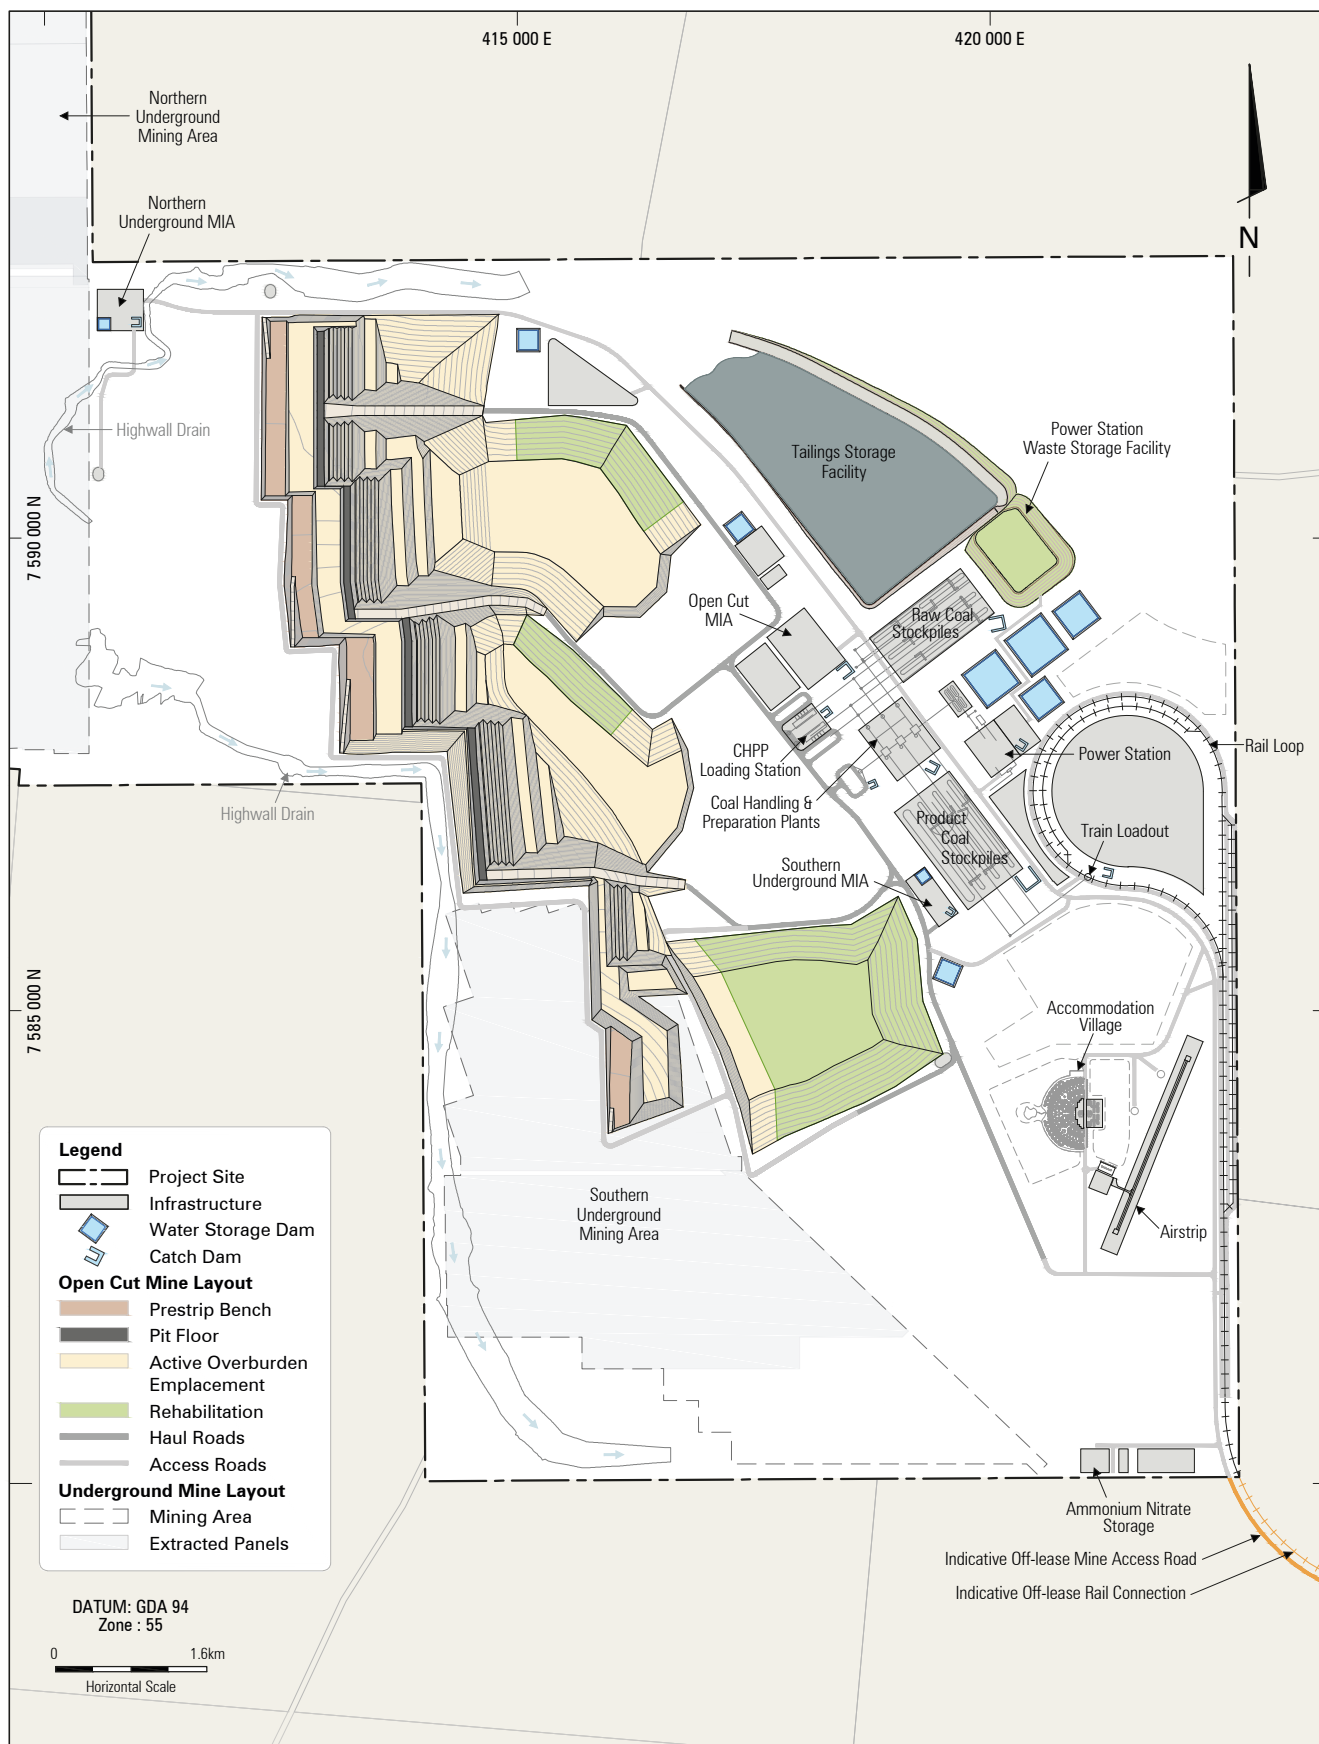 415 000 E
420 000 E
Northern
Underground
Mining Area
Northern
Underground MIA
N
Highwall Drain
Power Station
Waste Storage Facility
Tailings Storage
Facility
7 590 000 N
Open Cut
MIA
Raw Coal
Stockpiles
CHPP
Loading Station
Power Station
Rail Loop
Highwall Drain
Coal Handling &
Preparation Plants
Product
Coal
Stockpiles
Train Loadout
Southern
Underground MIA
7 585 000 N
Accommodation
Village
Southern
Underground
Mining Area
Airstrip
Legend
Project Site
Infrastructure
Water Storage Dam
Catch Dam
Open Cut Mine Layout
Prestrip Bench
Pit Floor
Active Overburden
Emplacement
Rehabilitation
Haul Roads
Access Roads
Underground Mine Layout
Mining Area
Extracted Panels
Ammonium Nitrate
Storage
Indicative Off-lease Mine Access Road
Indicative Off-lease Rail Connection
DATUM: GDA 94
Zone : 55
0 1.6km
Horizontal Scale